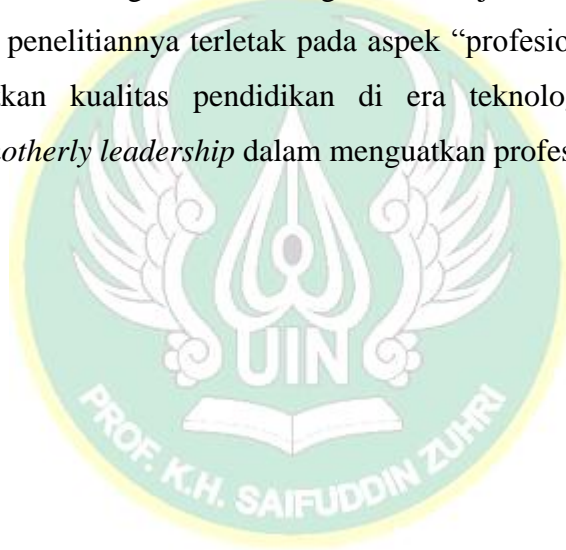 penelitiannya terletak pada aspek “profesio
kan kualitas pendidikan di era teknolo
otherly leadership dalam menguatkan profes
UIN
PROF. K.H. SAIFUDDIN ZUHRI